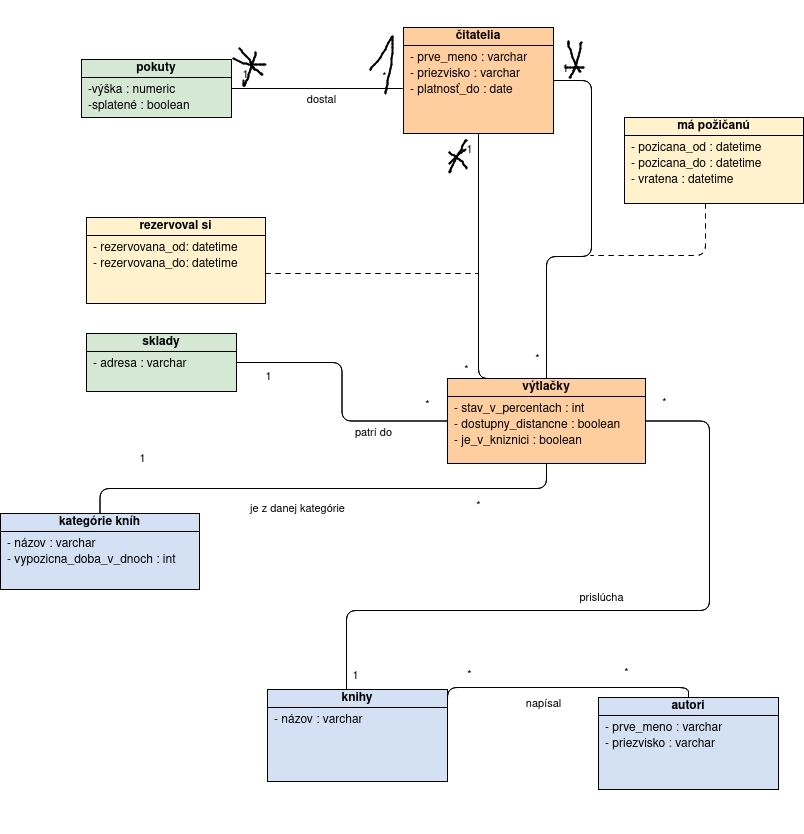 čitatelia
- prve_meno : varchar
- priezvisko : varchar
- platnosť_do : date
pokuty
-výška : numeric
-splatené : boolean
*
1
dostal
1
*
*
1
*
má požičanú
- pozicana_od : datetime
- pozicana_do : datetime
- vratena : datetime
rezervoval si
- rezervovana_od: datetime
- rezervovana_do: datetime
sklady
- adresa : varchar
1
*
patrí do
*
*
výtlačky
- stav_v_percentach : int
- dostupny_distancne : boolean
- je_v_kniznici : boolean
*
1
je z danej kategórie
*
kategórie kníh
- názov : varchar
- vypozicna_doba_v_dnoch : int
prislúcha
1
knihy
- názov : varchar
*
*
napísal
autori
- prve_meno : varchar
- priezvisko : varchar